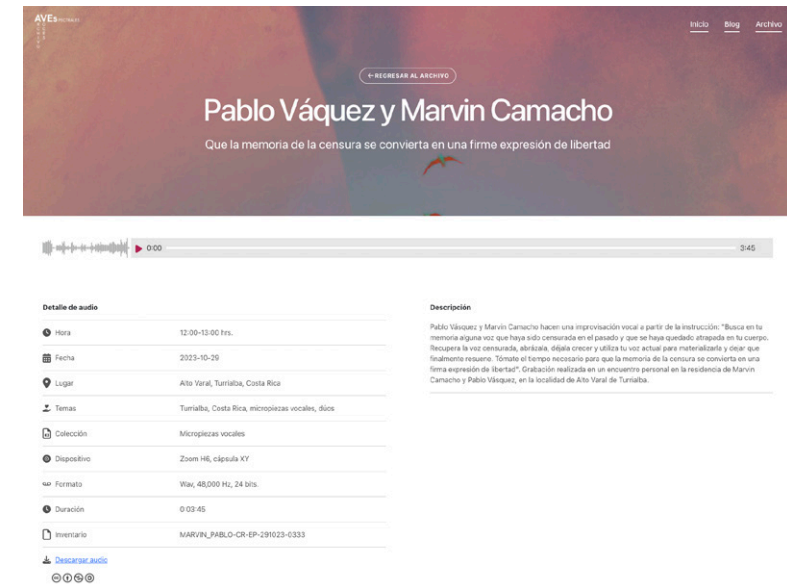 AVEs
Inicio Blog Archivo
←REGRESAR AL ARCHIVO
Pablo Váquez y Marvin Camacho
Que la memoria de la censura se convierta en una firme expresión de libertad
0:00 3:45
Detalle de audio
Hora 12:00-13:00 hrs.
Fecha 2023-10-29
Lugar Alto Varal, Turrialba, Costa Rica
Temas Turrialba, Costa Rica, micropiezas vocales, dúos
Colección Micropiezas vocales
Dispositivo Zoom H6, cápsula XY
Formato Wav, 48,000 Hz, 24 bits.
Duración 0:03:45
Inventario MARVIN_PABLO-CR-EP-291023-0333
Descargar audio
Descripción
Pablo Vásquez y Marvin Camacho hacen una improvisación vocal a partir de la instrucción: "Busca en tu
memoria alguna voz que haya sido censurada en el pasado y que se haya quedado atrapada en tu cuerpo.
Recupera la voz censurada, abrázala, déjala crecer y utiliza tu voz actual para materializarla y dejar que
finalmente resuene. Tómate el tiempo necesario para que la memoria de la censura se convierta en una
firma expresión de libertad". Grabación realizada en un encuentro personal en la residencia de Marvin
Camacho y Pablo Vásquez, en la localidad de Alto Varal de Turrialba.